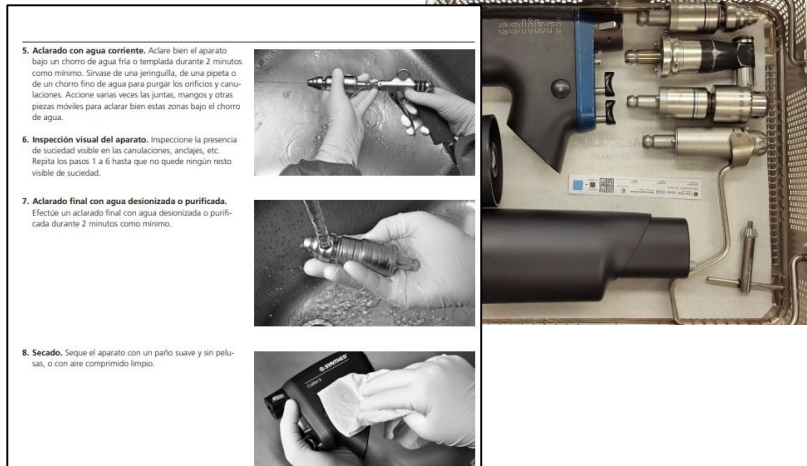 5. Aclarado con agua corriente. Aclare bien el aparato
bajo un chorro de agua fría o templada durante 2 minutos
como mínimo. Sírvase de una jeringuilla, de una pipeta o
de un chorro fino de agua para purgar los orificios y canu-
laciones. Accione varias veces las juntas, mangos y otras
piezas móviles para aclarar bien estas zonas bajo el chorro
de agua.
6. Inspección visual del aparato. Inspeccione la presencia
de suciedad visible en las canulaciones, anclajes, etc.
Repita los pasos 1 a 6 hasta que no quede ningún resto
visible de suciedad.
7. Aclarado final con agua desionizada o purificada.
Efectúe un aclarado final con agua desionizada o purifi-
cada durante 2 minutos como mínimo.
8. Secado. Seque el aparato con un paño suave y sin pelu-
sas, o con aire comprimido limpio.
SYNTHES
Colibri
colibri